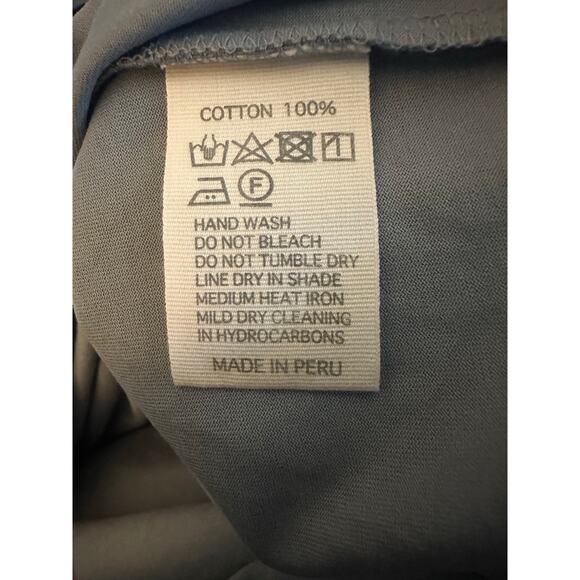 COTTON 100%
F
HAND WASH
DO NOT BLEACH
DO NOT TUMBLE DRY
LINE DRY IN SHADE
MEDIUM HEAT IRON
MILD DRY CLEANING
IN HYDROCARBONS
MADE IN PERU